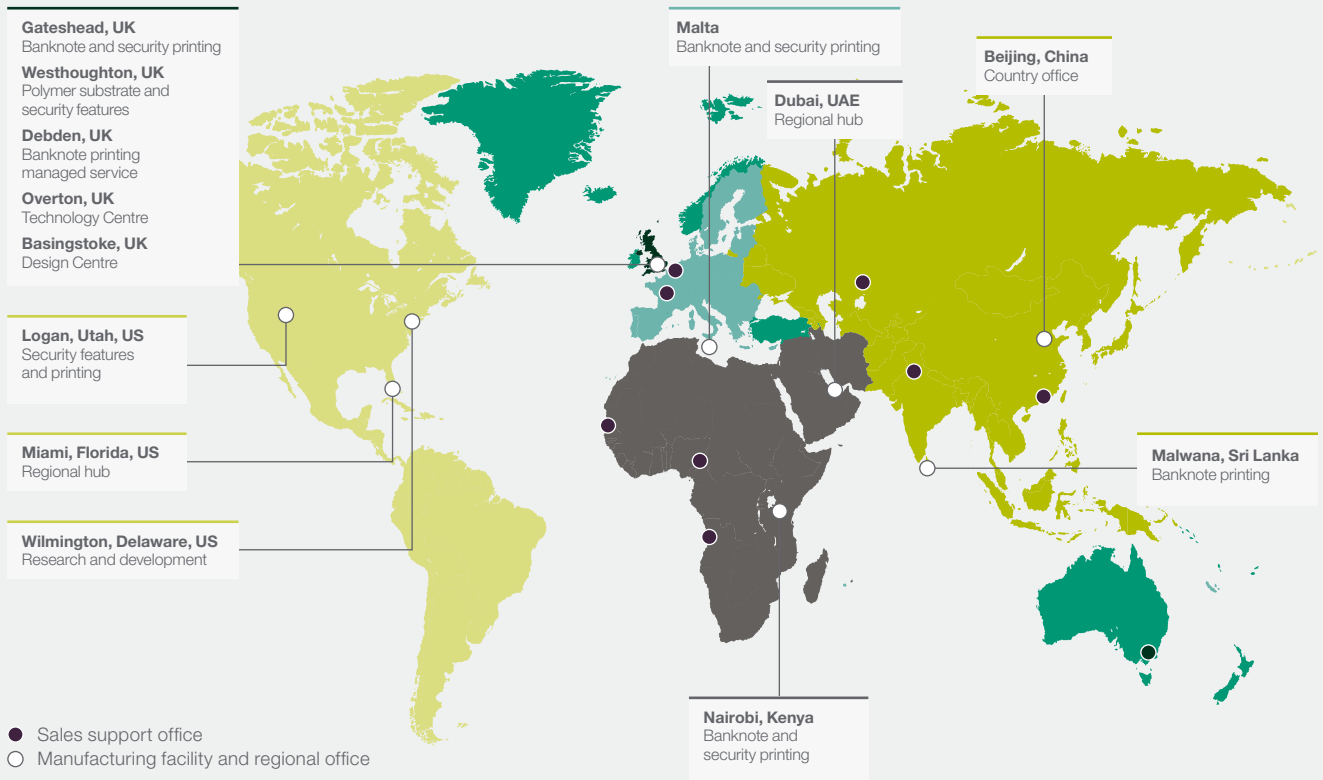 Gateshead, UK
Banknote and security printing
Westhoughton, UK
Polymer substrate and
security features
Debden, UK
Banknote printing
managed service
Overton, UK
Technology Centre
Basingstoke, UK
Design Centre
Logan, Utah, US
Security features
and printing
Miami, Florida, US
Regional hub
Wilmington, Delaware, US
Research and development
Malta
Banknote and security printing
Dubai, UAE
Regional hub
Beijing, China
Country office
Malwana, Sri Lanka
Banknote printing
Nairobi, Kenya
Banknote and
security printing
Sales support office
Manufacturing facility and regional office